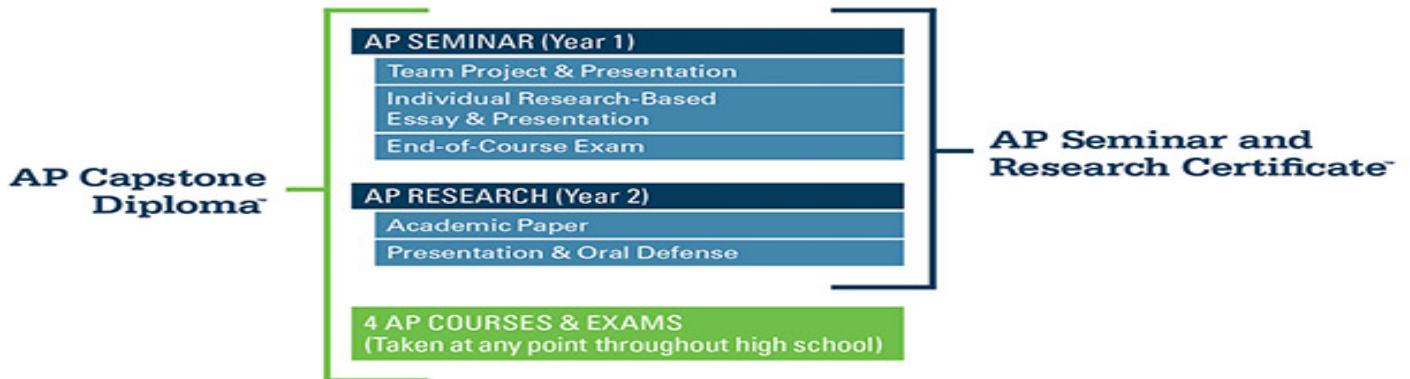 AP Capstone
Diploma™
AP SEMINAR (Year 1)
Team Project & Presentation
Individual Research-Based
Essay & Presentation
End-of-Course Exam
AP RESEARCH (Year 2)
Academic Paper
Presentation & Oral Defense
4 AP COURSES & EXAMS
(Taken at any point throughout high school)
AP Seminar and
Research Certificate™